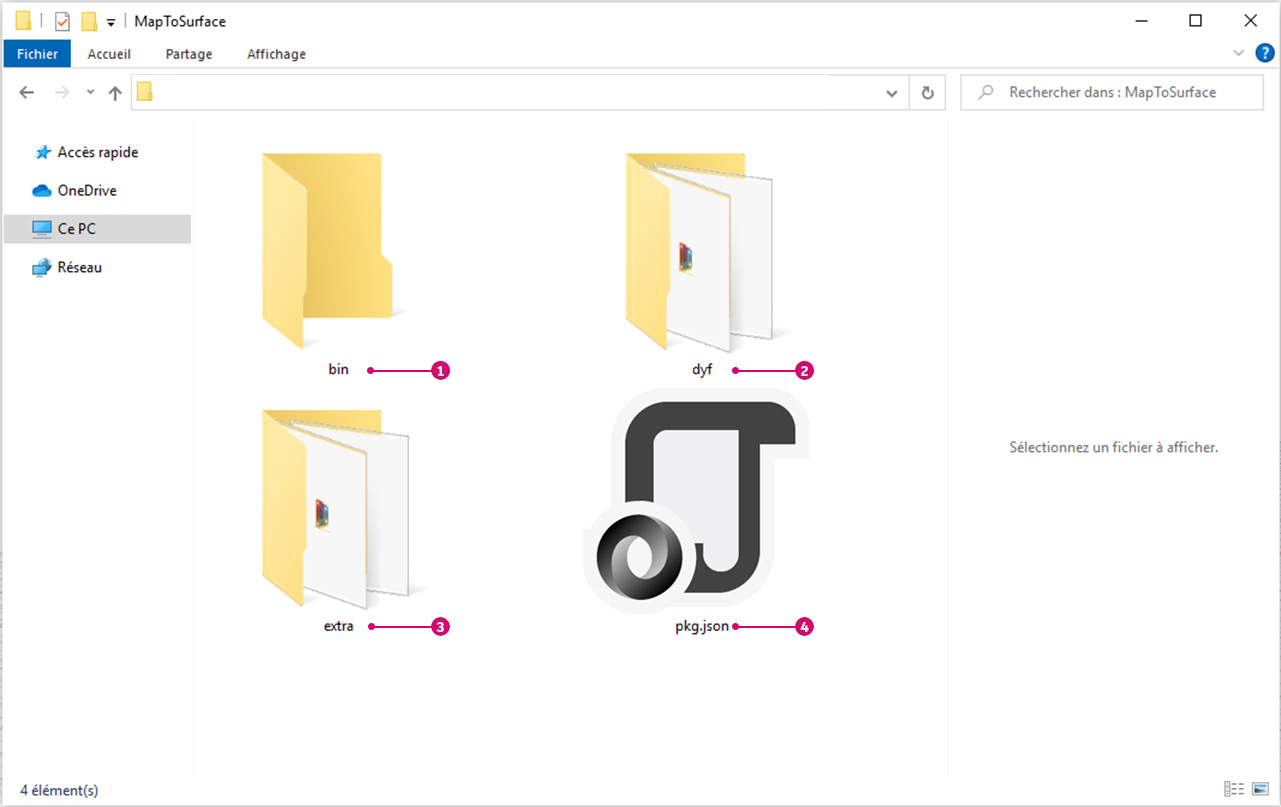 MapToSurface
Fichier Accueil Partage Affichage ?
Rechercher dans : MapToSurface
Accès rapide
OneDrive
Ce PC
Réseau
bin 1
dyf 2
extra 3
pkg.json 4
Sélectionnez un fichier à afficher.
4 élément(s)